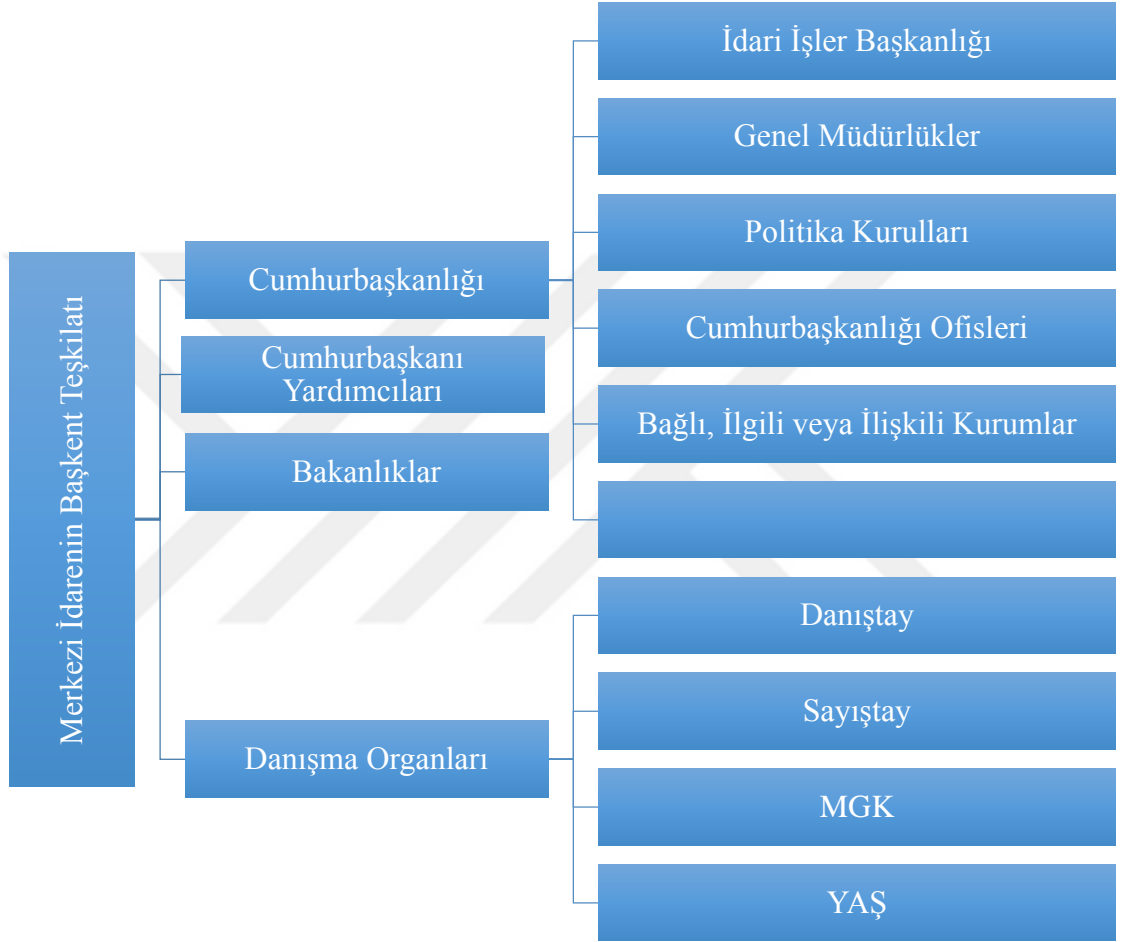 Merkezi İdarenin Başkent Teşkilatı
Cumhurbaşkanlığı
İdari İşler Başkanlığı
Genel Müdürlükler
Politika Kurulları
Cumhurbaşkanlığı Ofisleri
Bağlı, İlgili veya İlişkili Kurumlar
Cumhurbaşkanı
Yardımcıları
Bakanlıklar
Danışma Organları
Danıştay
Sayıştay
MGK
YAŞ